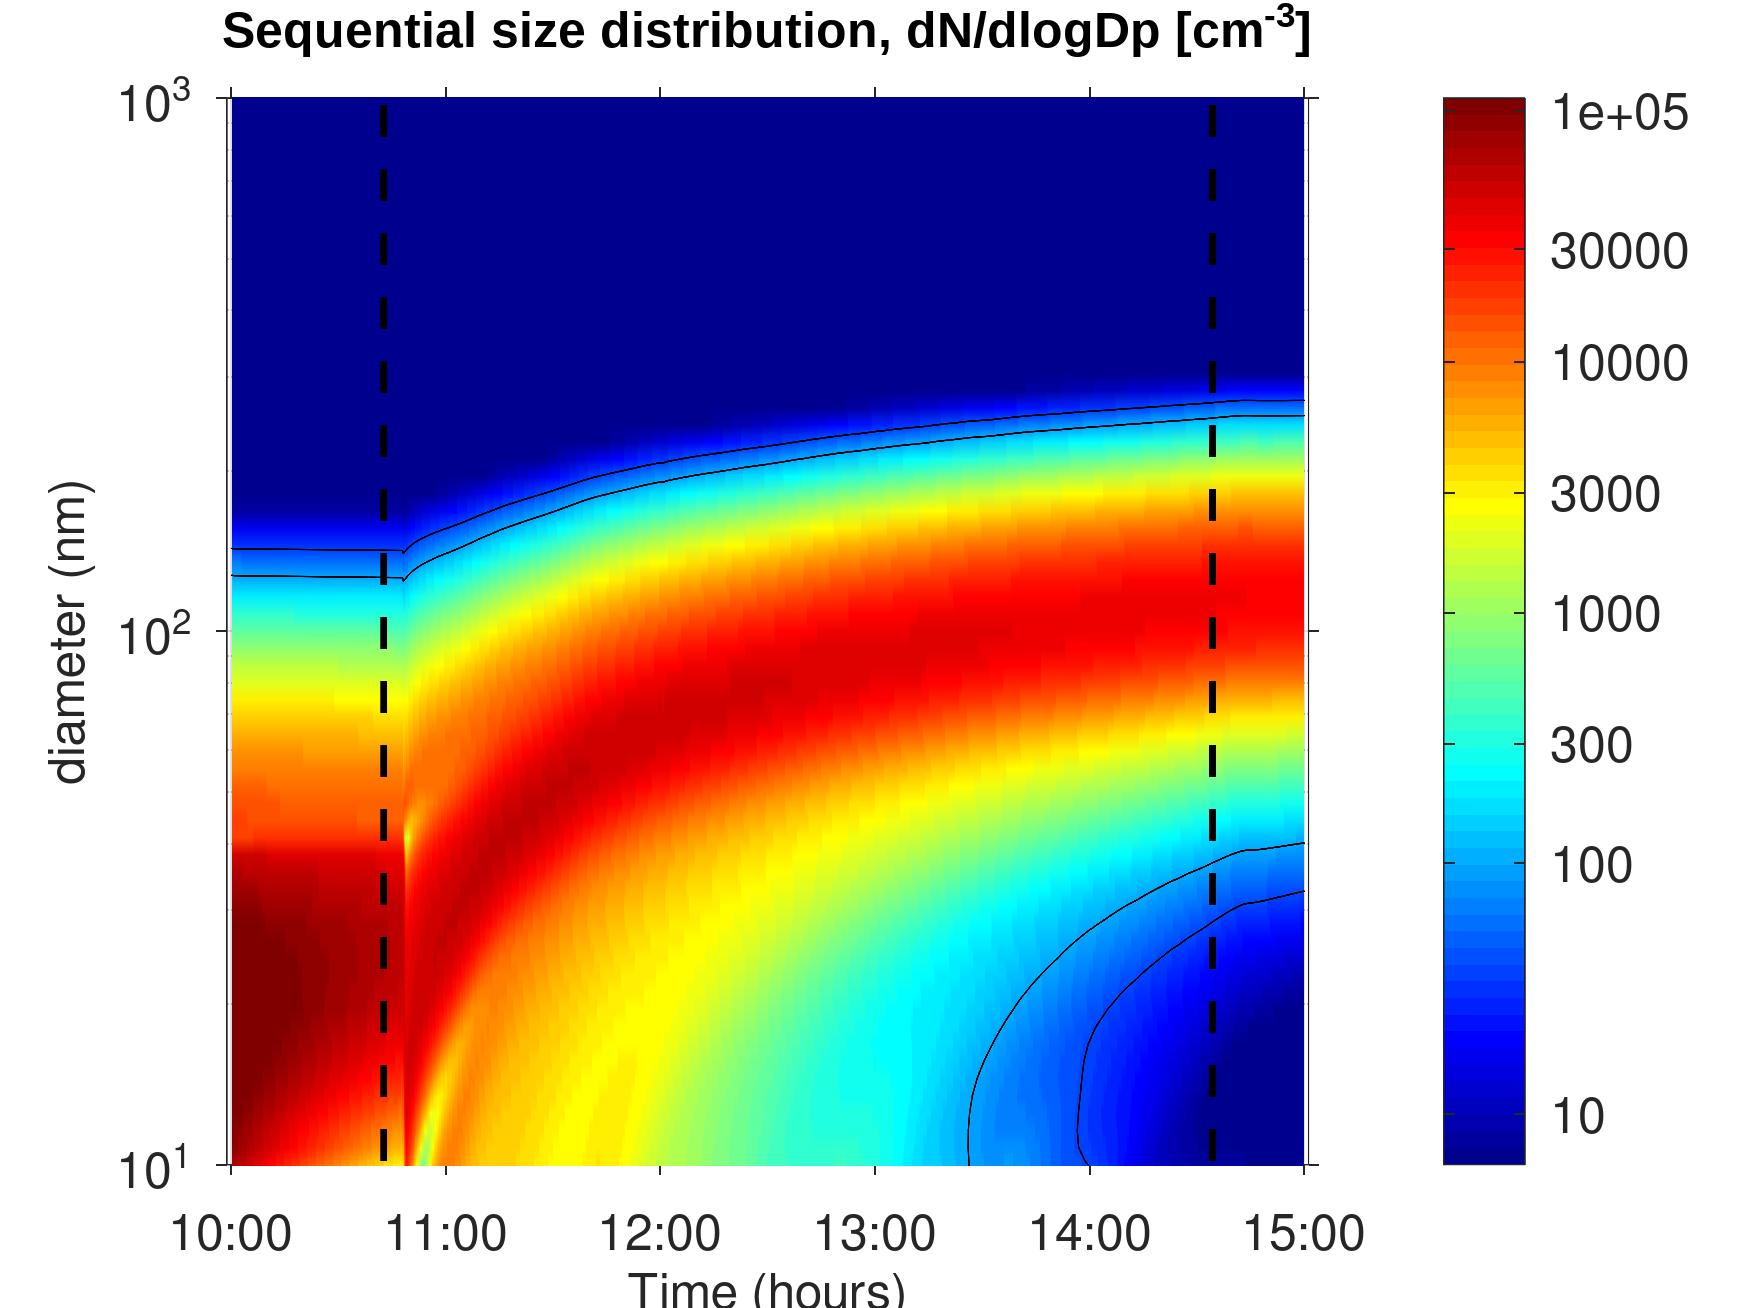 Sequential size distribution, dN/dlogDp [cm⁻³]
10³
10²
10¹
diameter (nm)
10:00 11:00 12:00 13:00 14:00 15:00
Time (hours)
1e+05
30000
10000
3000
1000
300
100
10